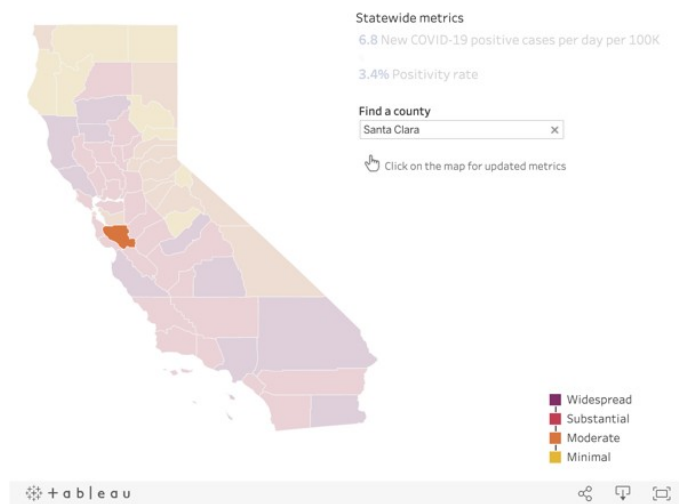 Statewide metrics
6.8 New COVID-19 positive cases per day per 100K
3.4% Positivity rate
Find a county
Santa Clara
Click on the map for updated metrics
Widespread
Substantial
Moderate
Minimal
+ a b | e a u